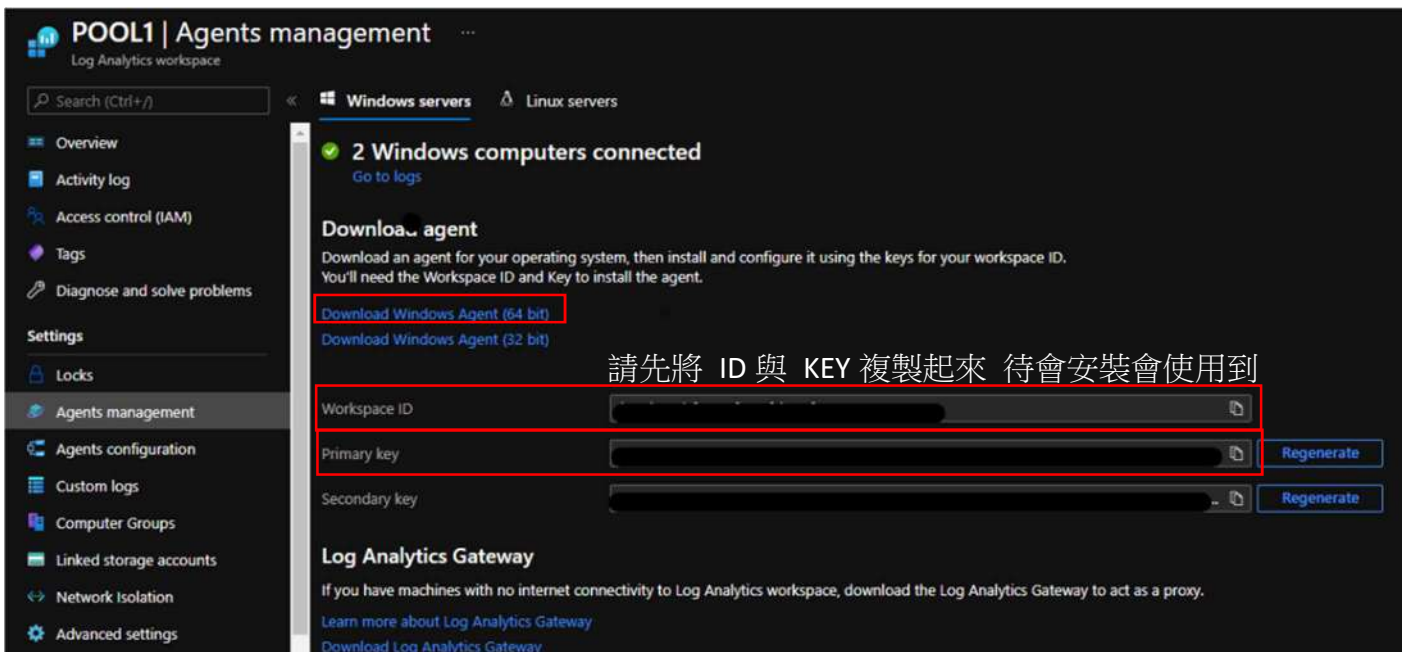 POOL1 | Agents management ...
Log Analytics workspace
Search (Ctrl+/)
«
Overview
Activity log
Access control (IAM)
Tags
Diagnose and solve problems
Settings
Locks
Agents management
Agents configuration
Custom logs
Computer Groups
Linked storage accounts
Network Isolation
Advanced settings
Windows servers
Linux servers
2 Windows computers connected
Go to logs
Download agent
Download an agent for your operating system, then install and configure it using the keys for your workspace ID.
You'll need the Workspace ID and Key to install the agent.
Download Windows Agent (64 bit)
Download Windows Agent (32 bit)
請先將 ID 與 KEY 複製起來 待會安裝會使用到
Workspace ID
Primary key
Regenerate
Secondary key
Regenerate
Log Analytics Gateway
If you have machines with no internet connectivity to Log Analytics workspace, download the Log Analytics Gateway to act as a proxy.
Learn more about Log Analytics Gateway
Download Log Analytics Gateway